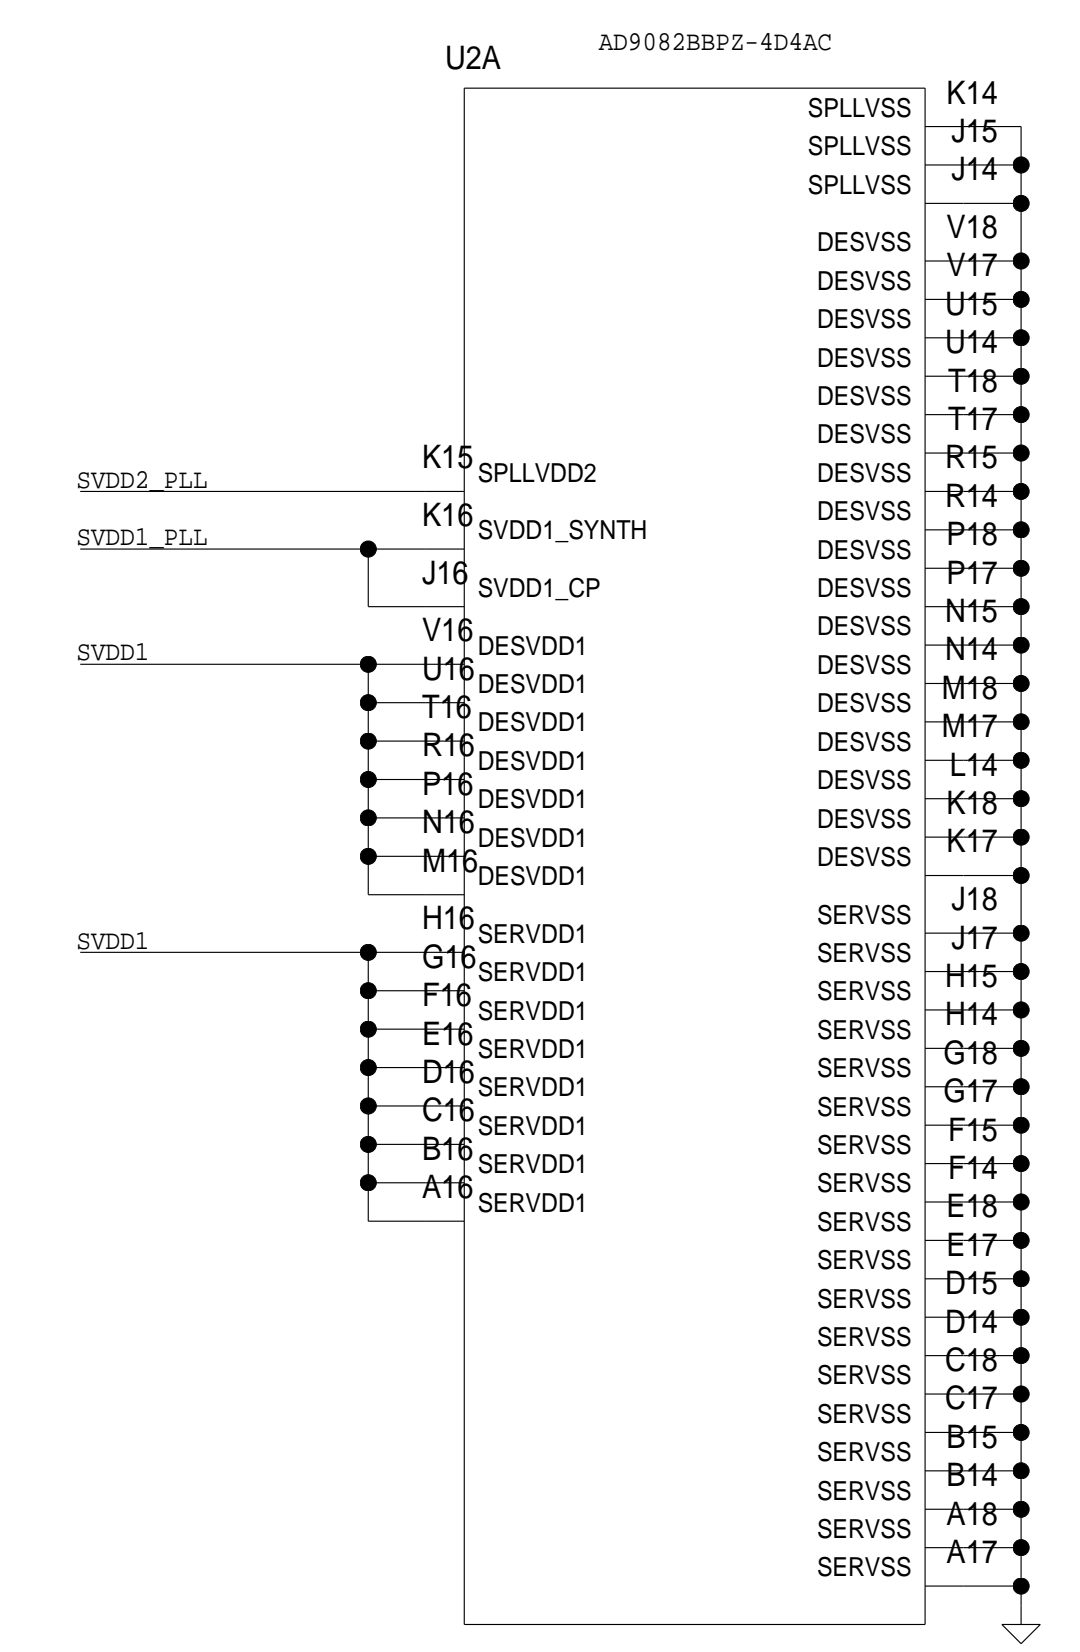 AD9082BBPZ-4D4AC
U2A
SPLLVSS K14
SPLLVSS J15
SPLLVSS J14
DESVSS V18
DESVSS V17
DESVSS U15
DESVSS U14
DESVSS T18
DESVSS T17
DESVSS R15
DESVSS R14
DESVSS P18
DESVSS P17
DESVSS N15
DESVSS N14
DESVSS M18
DESVSS M17
DESVSS L14
DESVSS K18
DESVSS K17
SERVSS J18
SERVSS J17
SERVSS H15
SERVSS H14
SERVSS G18
SERVSS G17
SERVSS F15
SERVSS F14
SERVSS E18
SERVSS E17
SERVSS D15
SERVSS D14
SERVSS C18
SERVSS C17
SERVSS B15
SERVSS B14
SERVSS A18
SERVSS A17
SVDD2_PLL K15 SPLLVDD2
SVDD1_PLL K16 SVDD1_SYNTH
J16 SVDD1_CP
SVDD1 V16 DESVDD1
U16 DESVDD1
T16 DESVDD1
R16 DESVDD1
P16 DESVDD1
N16 DESVDD1
M16 DESVDD1
SVDD1 H16 SERVDD1
G16 SERVDD1
F16 SERVDD1
E16 SERVDD1
D16 SERVDD1
C16 SERVDD1
B16 SERVDD1
A16 SERVDD1